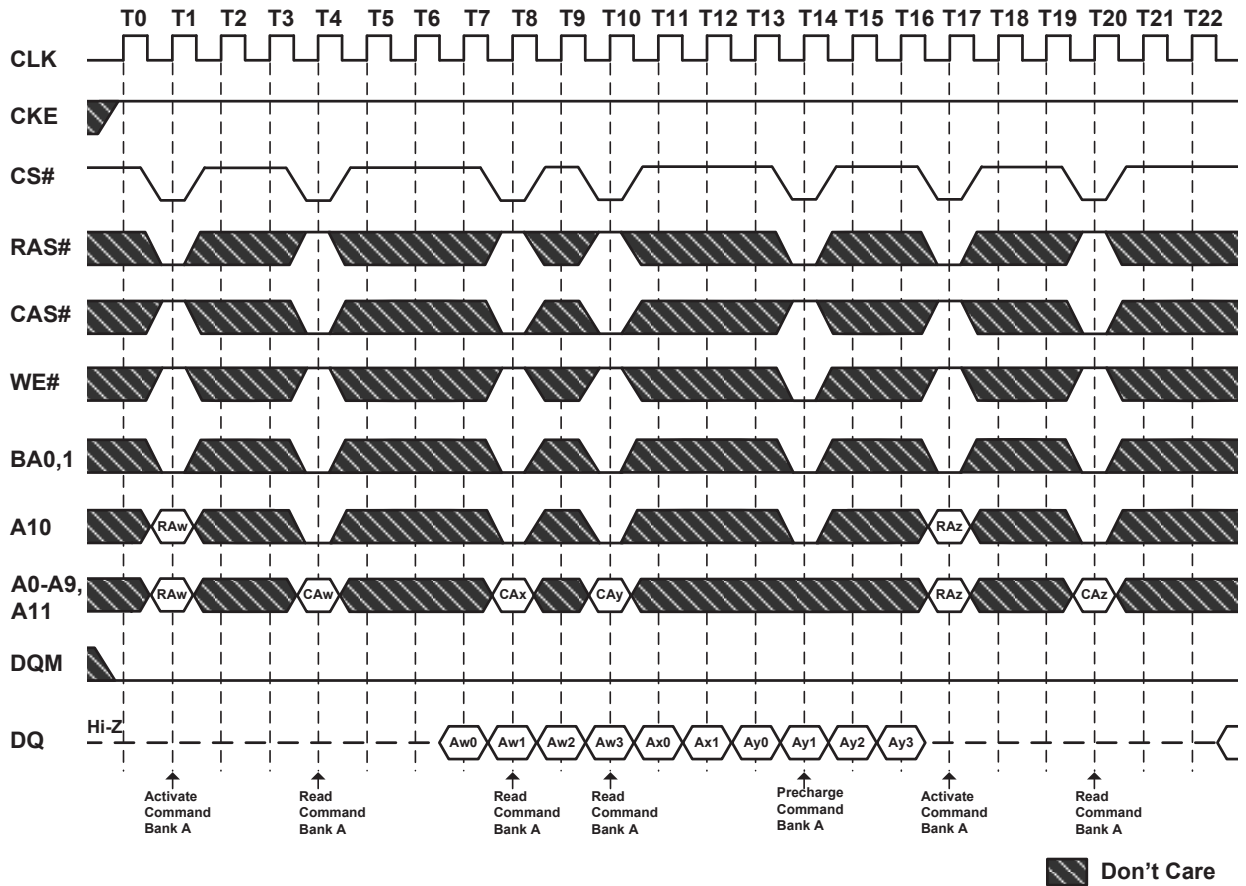 T0 T1 T2 T3 T4 T5 T6 T7 T8 T9 T10 T11 T12 T13 T14 T15 T16 T17 T18 T19 T20 T21 T22
CLK
CKE
CS#
RAS#
CAS#
WE#
BA0,1
A10
RAw RAz
A0-A9,
A11
RAw CAw CAx CAy RAz CAz
DQM
Hi-Z
DQ
Aw0 Aw1 Aw2 Aw3 Ax0 Ax1 Ay0 Ay1 Ay2 Ay3
Activate
Command
Bank A
Read
Command
Bank A
Read
Command
Bank A
Read
Command
Bank A
Precharge
Command
Bank A
Activate
Command
Bank A
Read
Command
Bank A
Don't Care